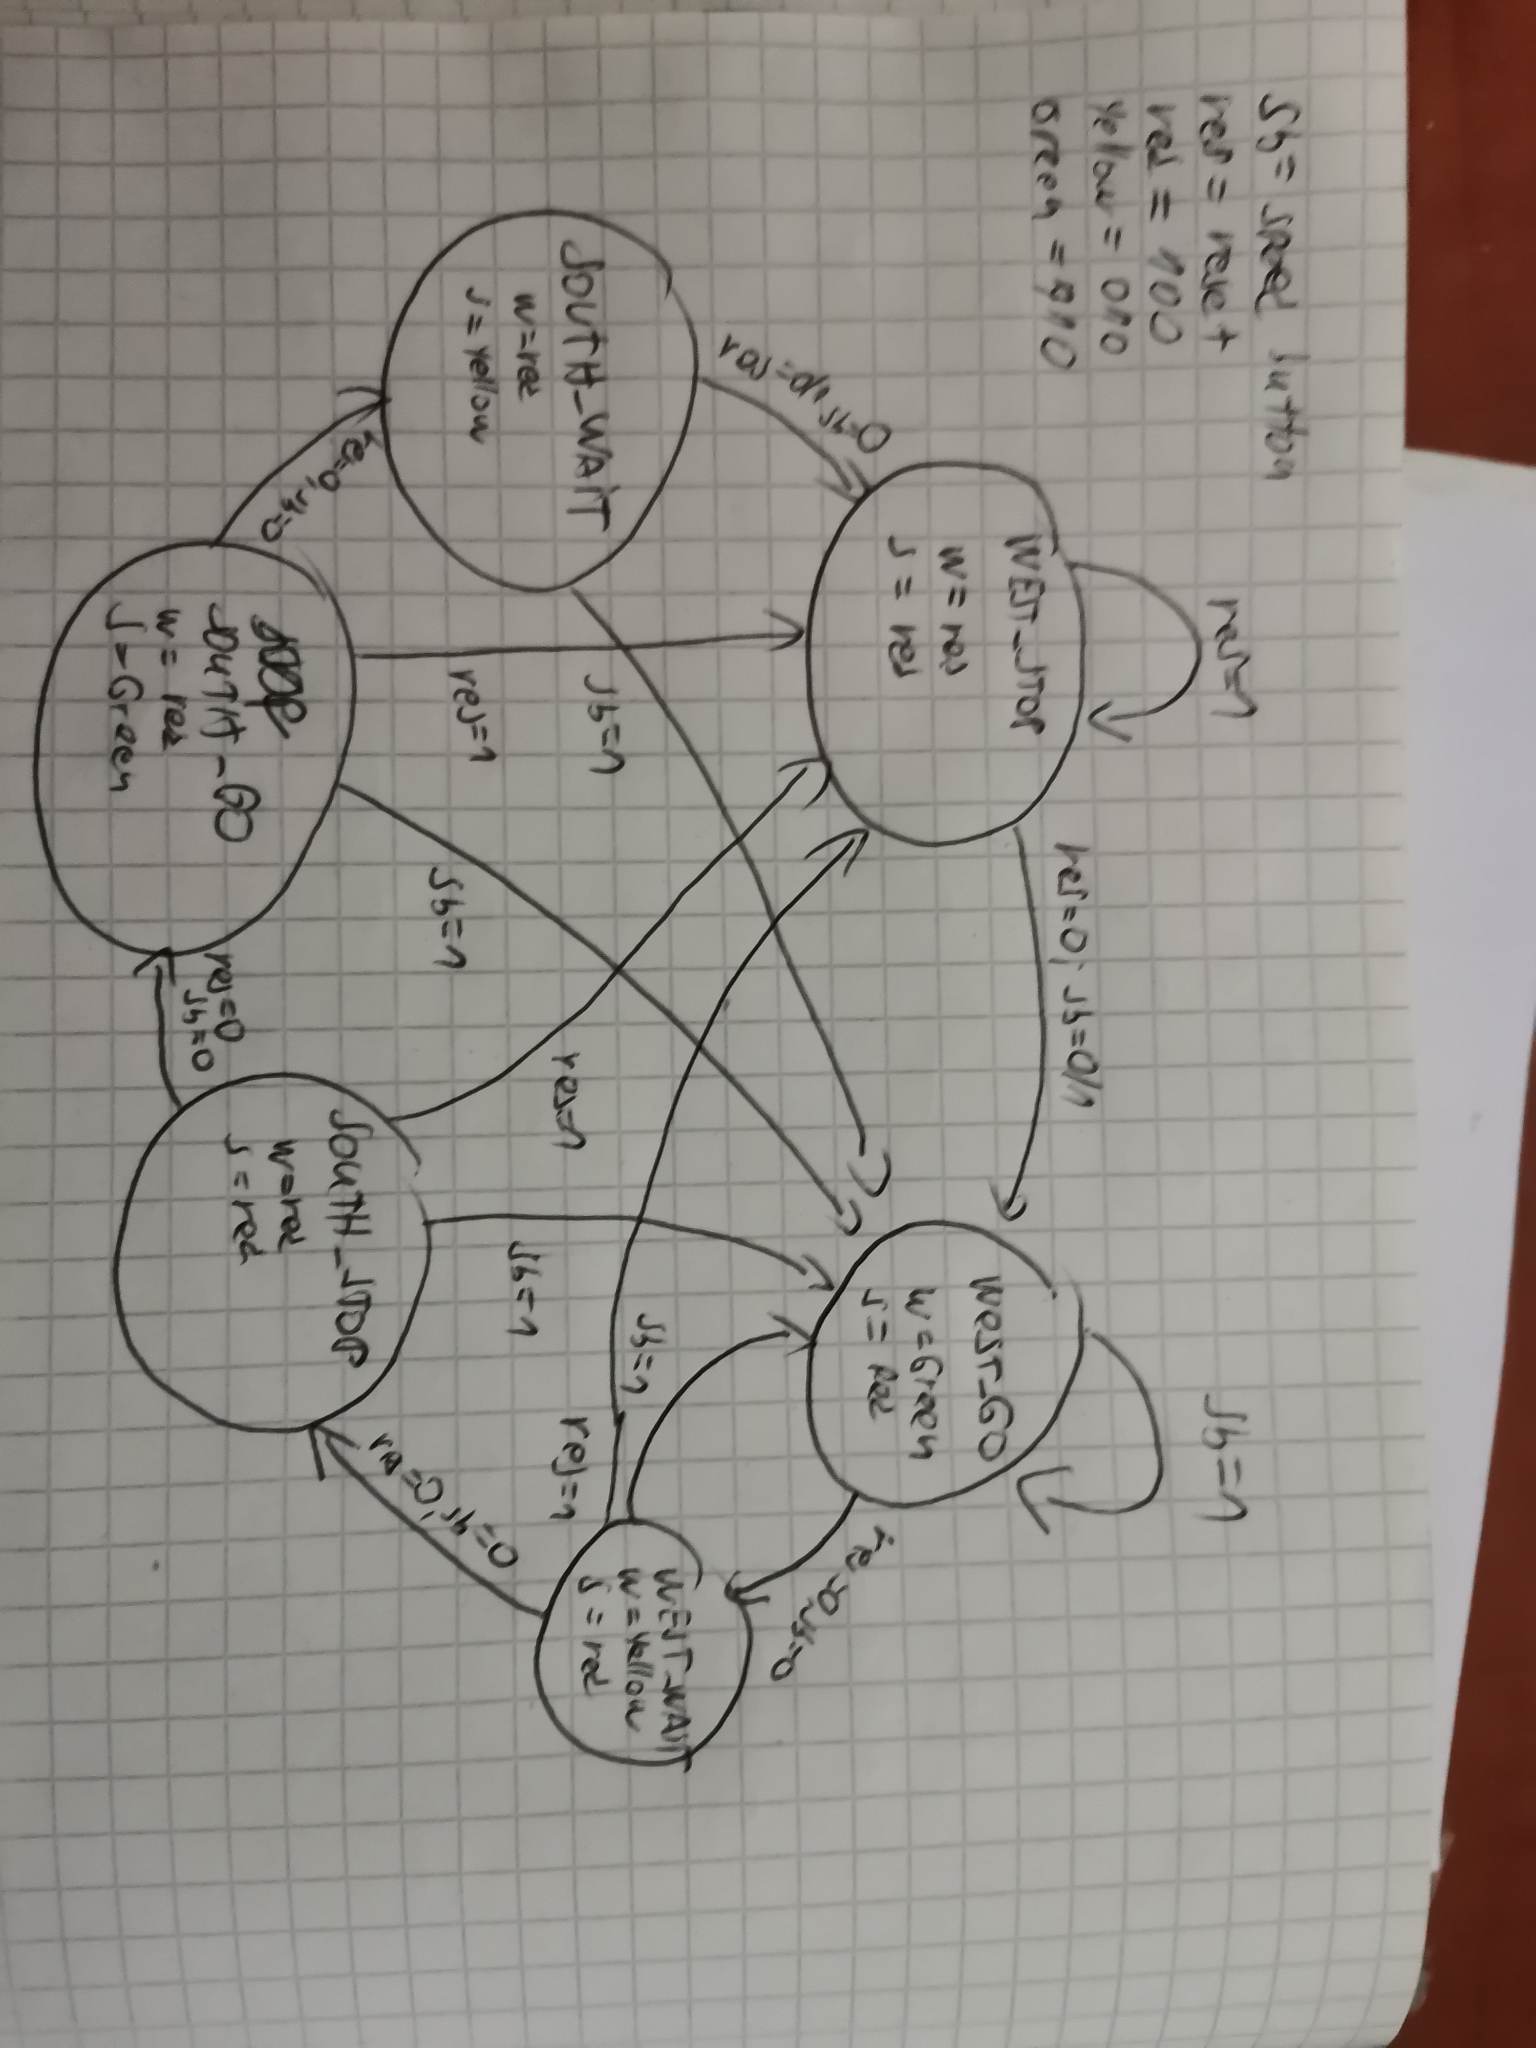 sb = speed button
res = reset
red = 100
Yellow = 010
Green = 110
res=1
sb=1
res=0; sb=0/1
WEST_STOP
w = res
s = res
WEST_GO
w = Green
s = Red
res=0/1 sb=0
res=0, sb=0
WEST_WAIT
w = yellow
s = red
sb=1
res=1
SOUTH_WAIT
w = red
s = yellow
sb=1
res=1
res=1
sb=1
sb=1
res=0; sb=0
SOUTH_STOP
w = red
s = red
res=0, sb=0
SOUTH_GO
w = red
s = Green
res=0
sb=0